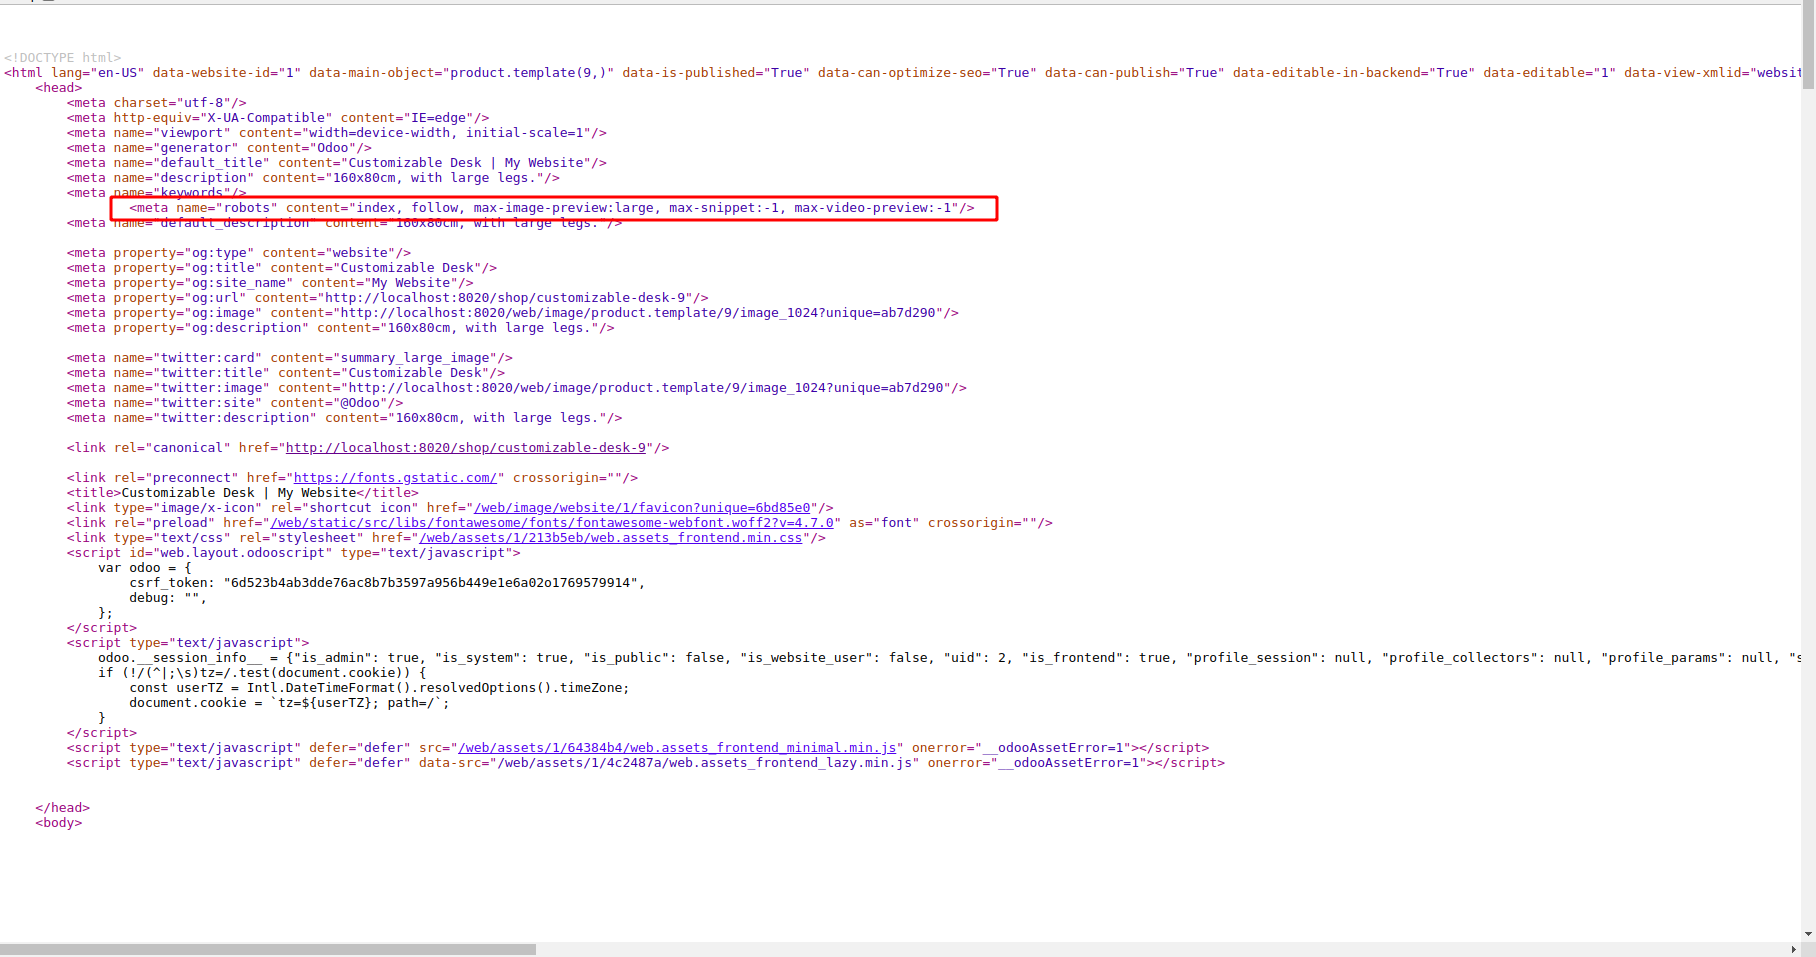 <!DOCTYPE html>
<html lang="en-US" data-website-id="1" data-main-object="product.template(9,)" data-is-published="True" data-can-optimize-seo="True" data-can-publish="True" data-editable-in-backend="True" data-editable="1" data-view-xmlid="websit
<head>
<meta charset="utf-8"/>
<meta http-equiv="X-UA-Compatible" content="IE=edge"/>
<meta name="viewport" content="width=device-width, initial-scale=1"/>
<meta name="generator" content="Odoo"/>
<meta name="default_title" content="Customizable Desk | My Website"/>
<meta name="description" content="160x80cm, with large legs."/>
<meta name="keywords"/>
<meta name="robots" content="index, follow, max-image-preview:large, max-snippet:-1, max-video-preview:-1"/>
<meta name="default_description" content="160x80cm, with large legs."/>
<meta property="og:type" content="website"/>
<meta property="og:title" content="Customizable Desk"/>
<meta property="og:site_name" content="My Website"/>
<meta property="og:url" content="http://localhost:8020/shop/customizable-desk-9"/>
<meta property="og:image" content="http://localhost:8020/web/image/product.template/9/image_1024?unique=ab7d290"/>
<meta property="og:description" content="160x80cm, with large legs."/>
<meta name="twitter:card" content="summary_large_image"/>
<meta name="twitter:title" content="Customizable Desk"/>
<meta name="twitter:image" content="http://localhost:8020/web/image/product.template/9/image_1024?unique=ab7d290"/>
<meta name="twitter:site" content="@Odoo"/>
<meta name="twitter:description" content="160x80cm, with large legs."/>
<link rel="canonical" href="http://localhost:8020/shop/customizable-desk-9"/>
<link rel="preconnect" href="https://fonts.gstatic.com/" crossorigin=""/>
<title>Customizable Desk | My Website</title>
<link type="image/x-icon" rel="shortcut icon" href="/web/image/website/1/favicon?unique=6bd85e0"/>
<link rel="preload" href="/web/static/src/libs/fontawesome/fonts/fontawesome-webfont.woff2?v=4.7.0" as="font" crossorigin=""/>
<link type="text/css" rel="stylesheet" href="/web/assets/1/213b5eb/web.assets_frontend.min.css"/>
<script id="web.layout.odooscript" type="text/javascript">
var odoo = {
csrf_token: "6d523b4ab3dde76ac8b7b3597a956b449e1e6a02o1769579914",
debug: "",
};
</script>
<script type="text/javascript">
odoo.__session_info__ = {"is_admin": true, "is_system": true, "is_public": false, "is_website_user": false, "uid": 2, "is_frontend": true, "profile_session": null, "profile_collectors": null, "profile_params": null, "s
if (!/(^|;\s)tz=/.test(document.cookie)) {
const userTZ = Intl.DateTimeFormat().resolvedOptions().timeZone;
document.cookie = `tz=${userTZ}; path=/`;
}
</script>
<script type="text/javascript" defer="defer" src="/web/assets/1/64384b4/web.assets_frontend_minimal.min.js" onerror="__odooAssetError=1"></script>
<script type="text/javascript" defer="defer" data-src="/web/assets/1/4c2487a/web.assets_frontend_lazy.min.js" onerror="__odooAssetError=1"></script>
</head>
<body>